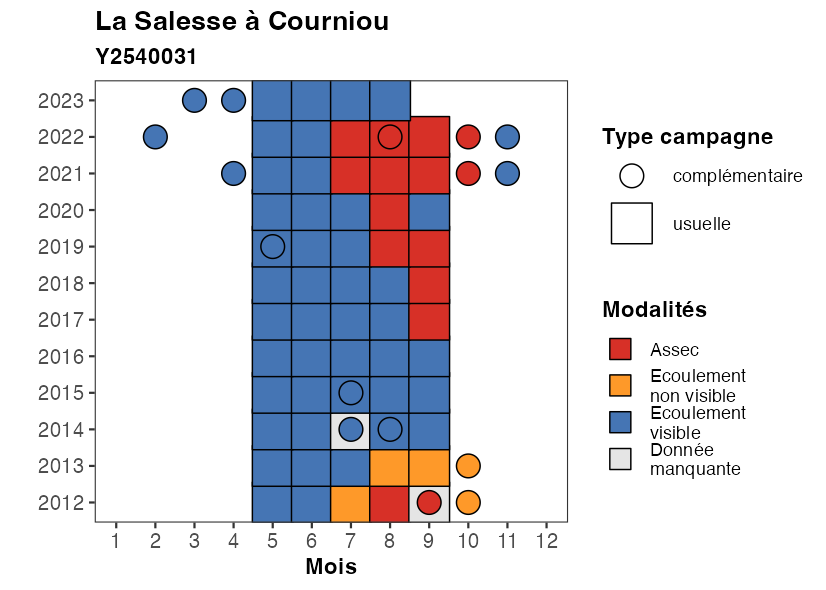 La Salesse à Courniou
Y2540031
2023
2022
2021
2020
2019
2018
2017
2016
2015
2014
2013
2012
1 2 3 4 5 6 7 8 9 10 11 12
Mois
Type campagne
complémentaire
usuelle
Modalités
Assec
Ecoulement
non visible
Ecoulement
visible
Donnée
manquante